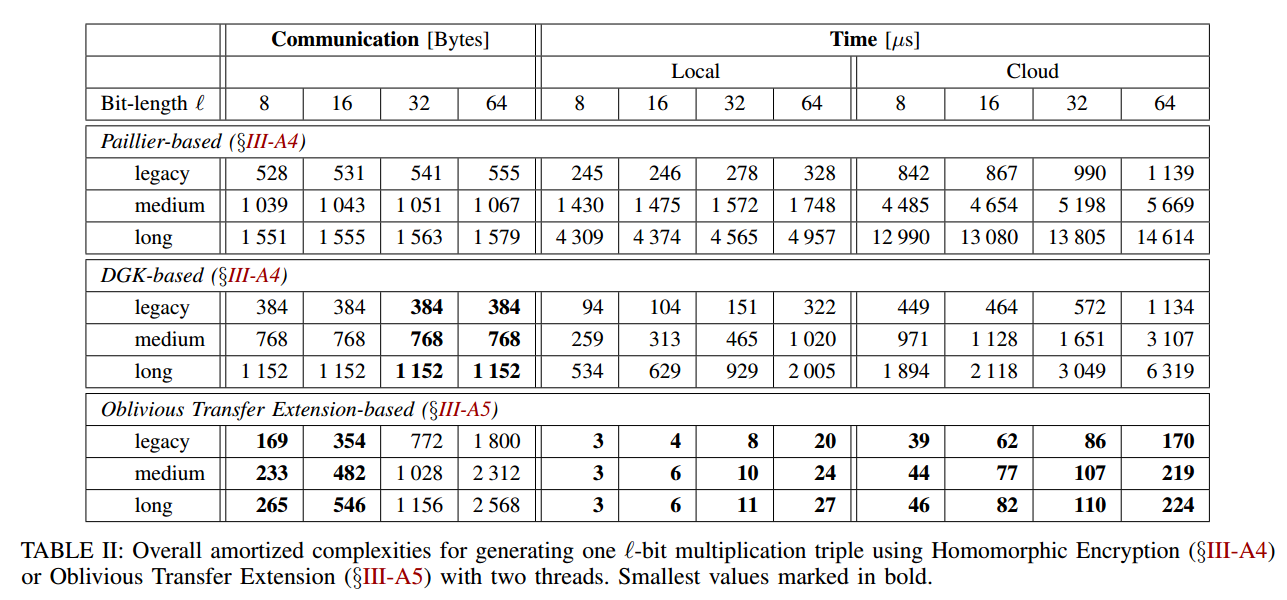 Communication [Bytes] Time [μs]
Local Cloud
Bit-length ℓ 8 16 32 64 8 16 32 64 8 16 32 64
Paillier-based (§III-A4)
legacy 528 531 541 555 245 246 278 328 842 867 990 1 139
medium 1 039 1 043 1 051 1 067 1 430 1 475 1 572 1 748 4 485 4 654 5 198 5 669
long 1 551 1 555 1 563 1 579 4 309 4 374 4 565 4 957 12 990 13 080 13 805 14 614
DGK-based (§III-A4)
legacy 384 384 384 384 94 104 151 322 449 464 572 1 134
medium 768 768 768 768 259 313 465 1 020 971 1 128 1 651 3 107
long 1 152 1 152 1 152 1 152 534 629 929 2 005 1 894 2 118 3 049 6 319
Oblivious Transfer Extension-based (§III-A5)
legacy 169 354 772 1 800 3 4 8 20 39 62 86 170
medium 233 482 1 028 2 312 3 6 10 24 44 77 107 219
long 265 546 1 156 2 568 3 6 11 27 46 82 110 224
TABLE II: Overall amortized complexities for generating one ℓ-bit multiplication triple using Homomorphic Encryption (§III-A4)
or Oblivious Transfer Extension (§III-A5) with two threads. Smallest values marked in bold.